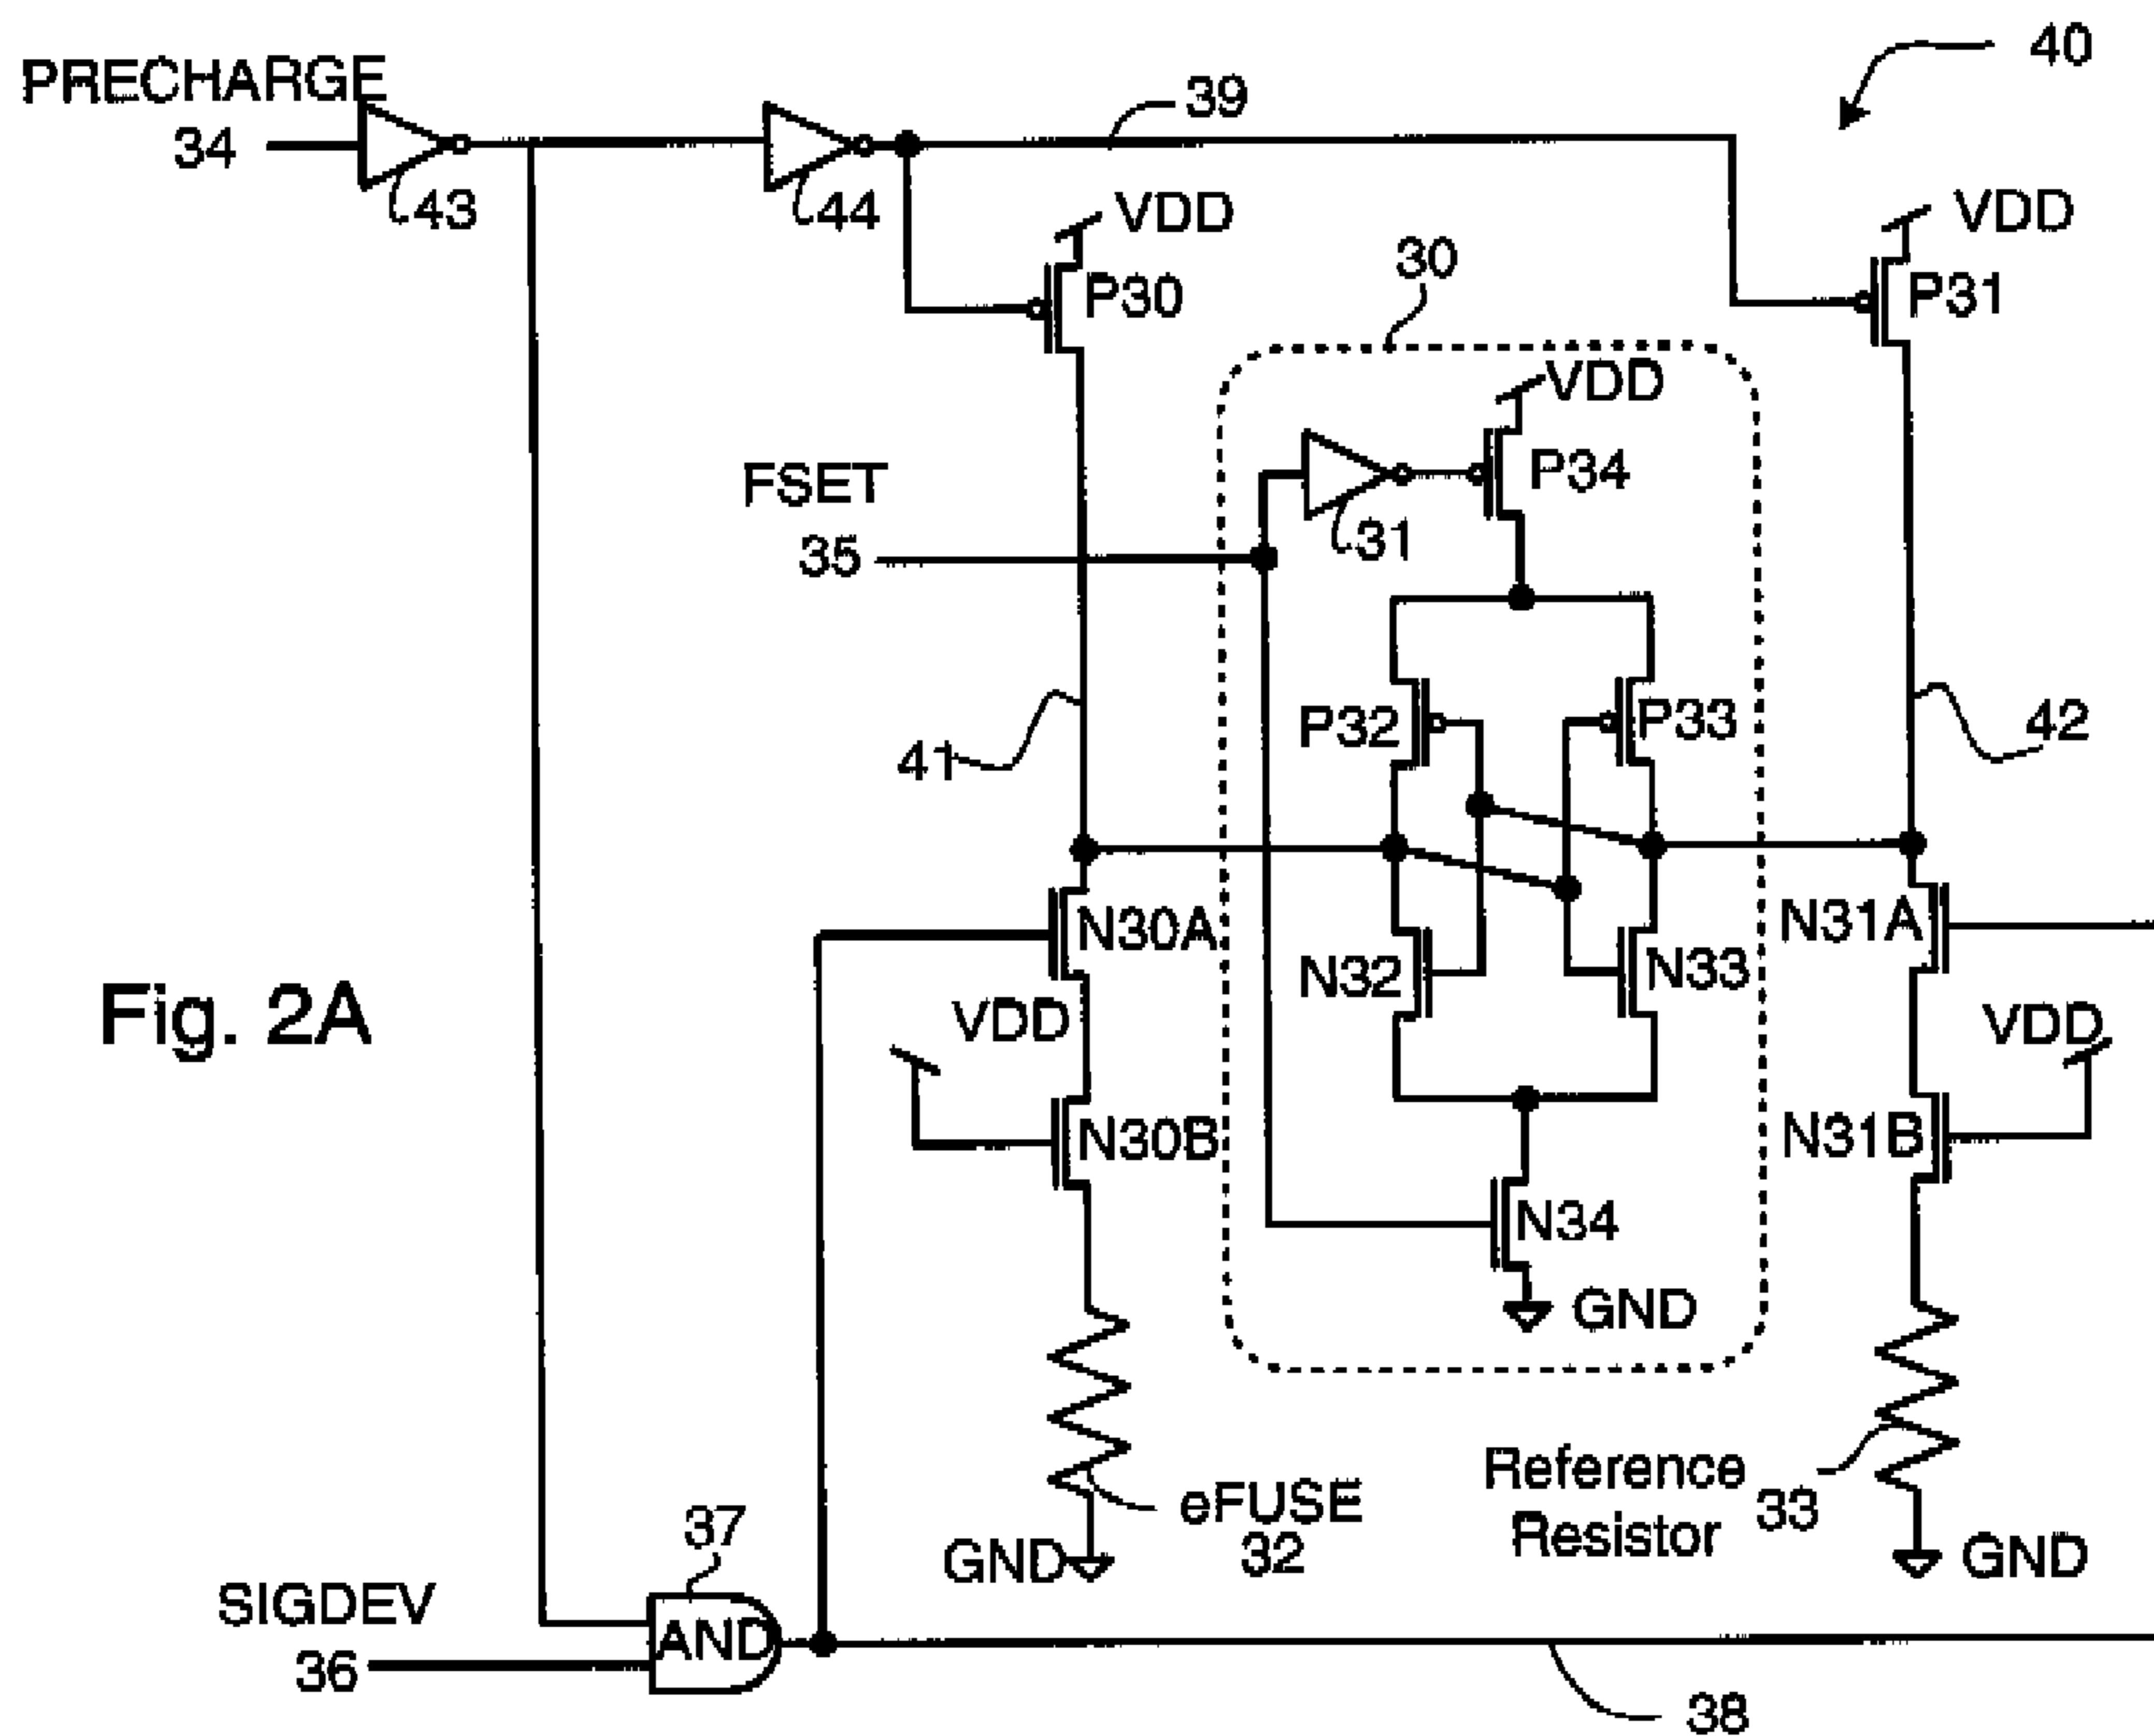 40
PRECHARGE
34
39
43
44
VDD
VDD
30
P30
P31
VDD
FSET
P34
35
31
P32
P33
42
41
N30A
N31A
N32
N33
Fig. 2A
VDD
VDD
N30B
N31B
N34
GND
Reference
Resistor
33
eFUSE
32
37
GND
GND
SIGDEV
AND
36
38